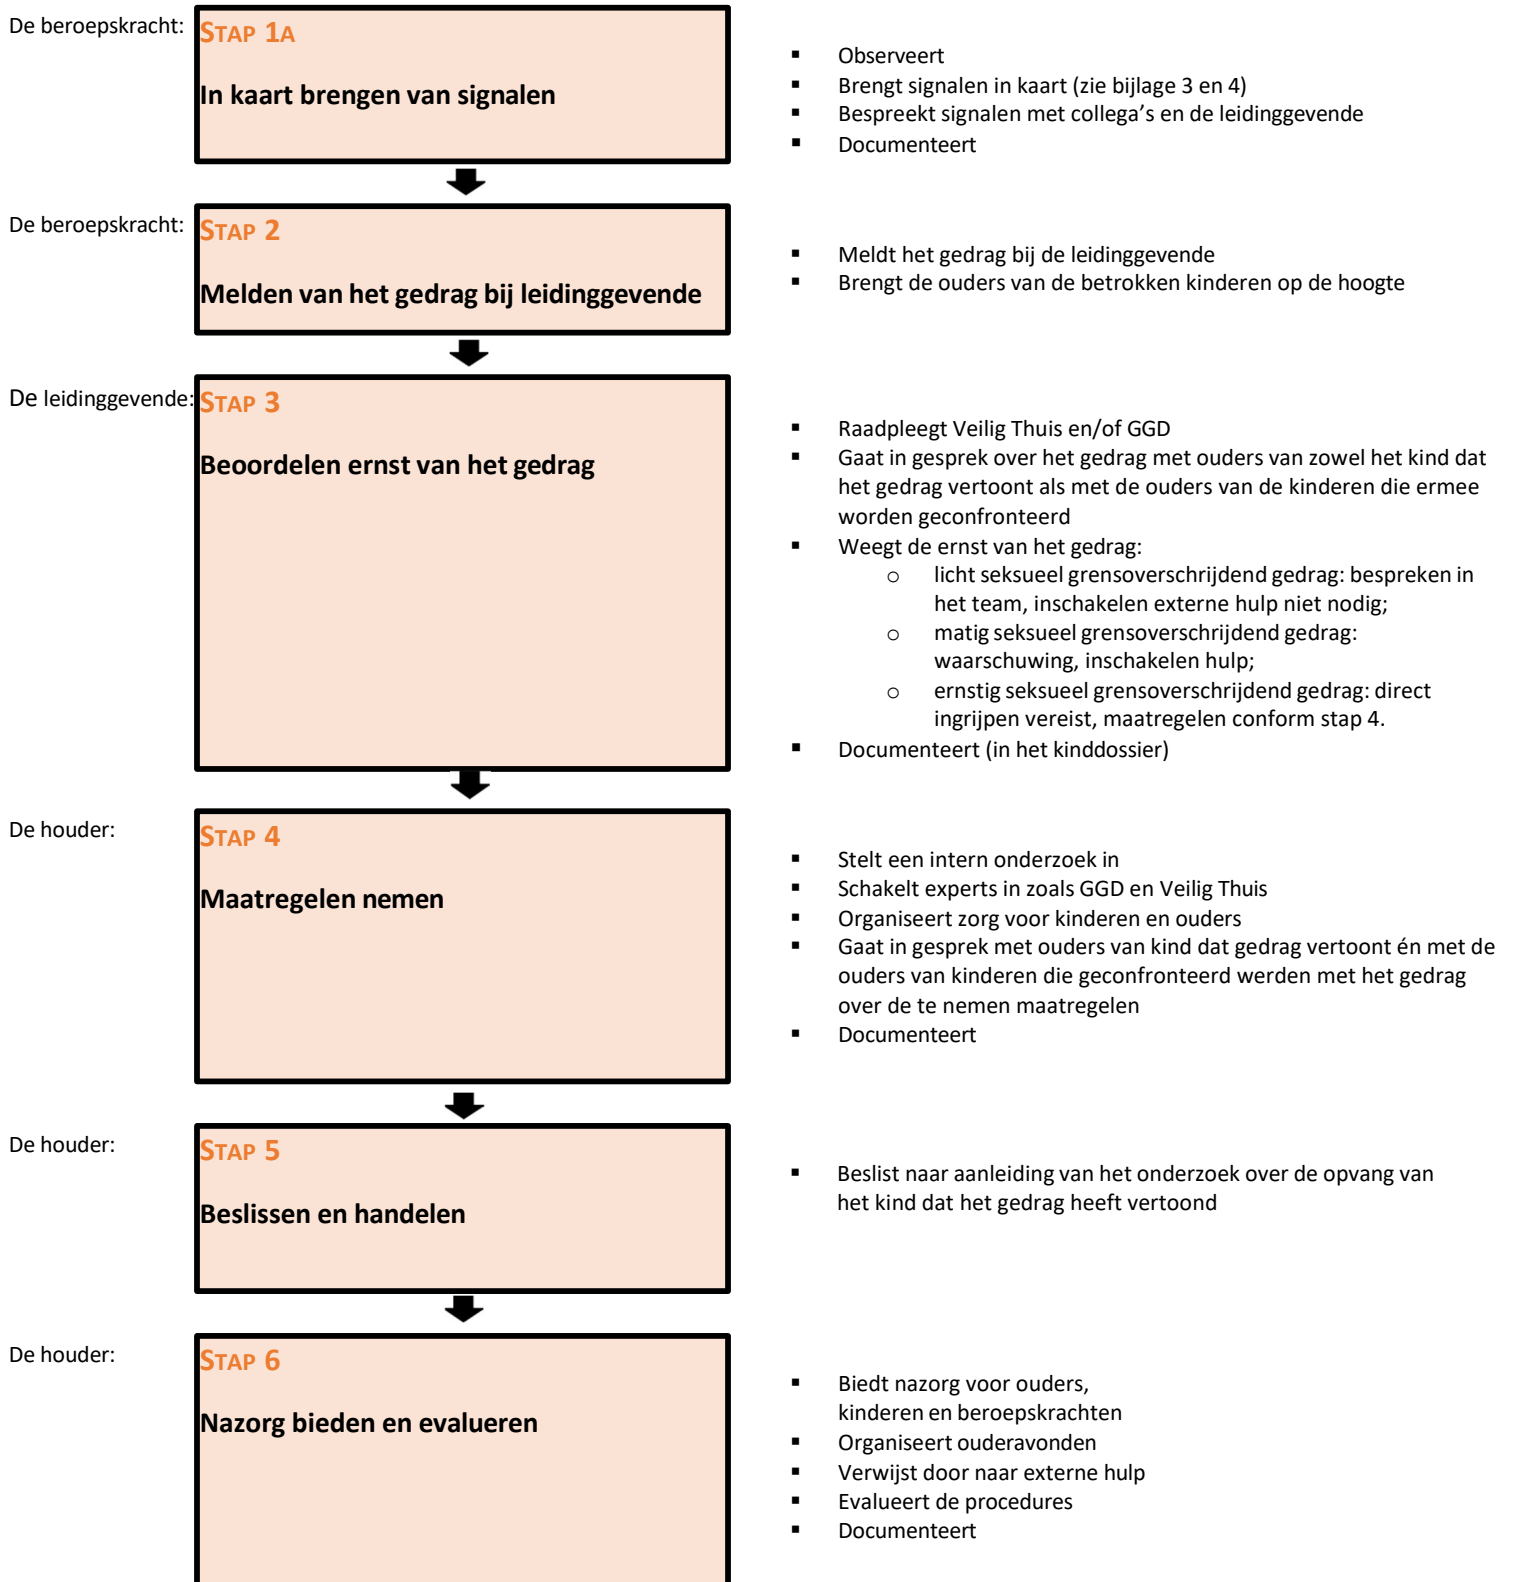 De beroepskracht:
STAP 1A
In kaart brengen van signalen
▪ Observeert
▪ Brengt signalen in kaart (zie bijlage 3 en 4)
▪ Bespreekt signalen met collega’s en de leidinggevende
▪ Documenteert
De beroepskracht:
STAP 2
Melden van het gedrag bij leidinggevende
▪ Meldt het gedrag bij de leidinggevende
▪ Brengt de ouders van de betrokken kinderen op de hoogte
De leidinggevende:
STAP 3
Beoordelen ernst van het gedrag
▪ Raadpleegt Veilig Thuis en/of GGD
▪ Gaat in gesprek over het gedrag met ouders van zowel het kind dat
het gedrag vertoont als met de ouders van de kinderen die ermee
worden geconfronteerd
▪ Weegt de ernst van het gedrag:
o licht seksueel grensoverschrijdend gedrag: bespreken in
het team, inschakelen externe hulp niet nodig;
o matig seksueel grensoverschrijdend gedrag:
waarschuwing, inschakelen hulp;
o ernstig seksueel grensoverschrijdend gedrag: direct
ingrijpen vereist, maatregelen conform stap 4.
▪ Documenteert (in het kinddossier)
De houder:
STAP 4
Maatregelen nemen
▪ Stelt een intern onderzoek in
▪ Schakelt experts in zoals GGD en Veilig Thuis
▪ Organiseert zorg voor kinderen en ouders
▪ Gaat in gesprek met ouders van kind dat gedrag vertoont én met de
ouders van kinderen die geconfronteerd werden met het gedrag
over de te nemen maatregelen
▪ Documenteert
De houder:
STAP 5
Beslissen en handelen
▪ Beslist naar aanleiding van het onderzoek over de opvang van
het kind dat het gedrag heeft vertoond
De houder:
STAP 6
Nazorg bieden en evalueren
▪ Biedt nazorg voor ouders,
kinderen en beroepskrachten
▪ Organiseert ouderavonden
▪ Verwijst door naar externe hulp
▪ Evalueert de procedures
▪ Documenteert